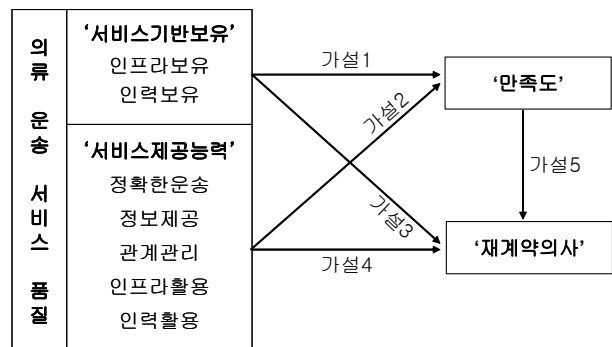 의류 운송 서비스 품질
‘서비스기반보유’
인프라보유
인력보유
‘서비스제공능력’
정확한운송
정보제공
관계관리
인프라활용
인력활용
가설1
가설2
가설3
가설4
‘만족도’
가설5
‘재계약의사’